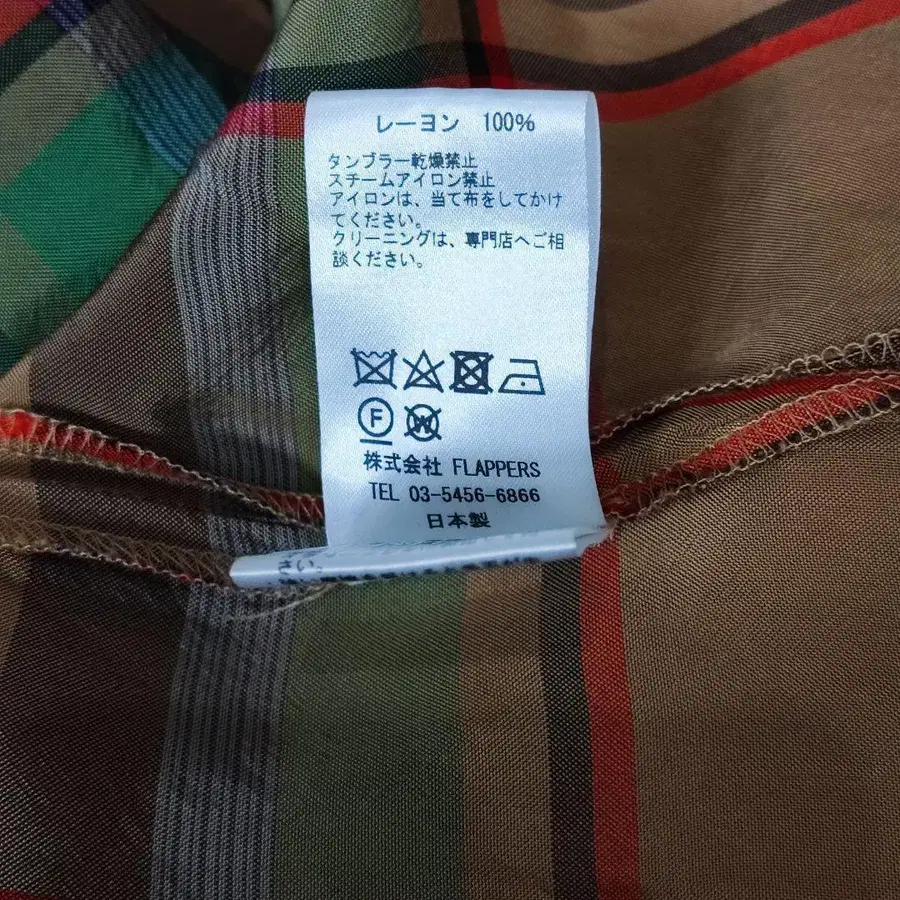 レーヨン 100%
タンブラー乾燥禁止
スチームアイロン禁止
アイロンは、当て布をしてかけ
てください。
クリーニングは、専門店へご相
談ください。
F
W
株式会社 FLAPPERS
TEL 03-5456-6866
日本製
さい。